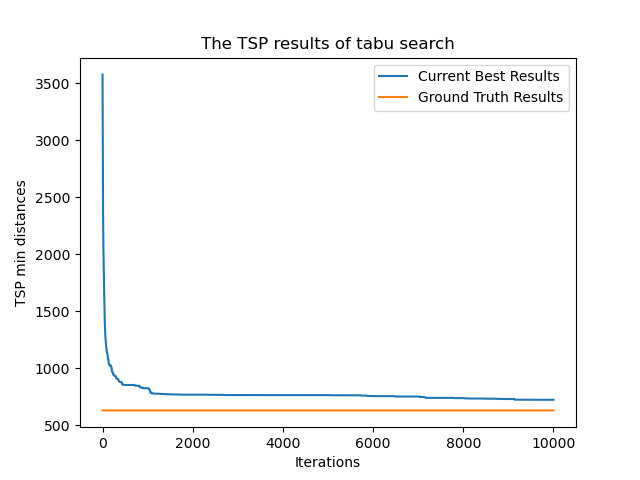 The TSP results of tabu search
Current Best Results
Ground Truth Results
TSP min distances
3500
3000
2500
2000
1500
1000
500
0
2000
4000
6000
8000
10000
Iterations